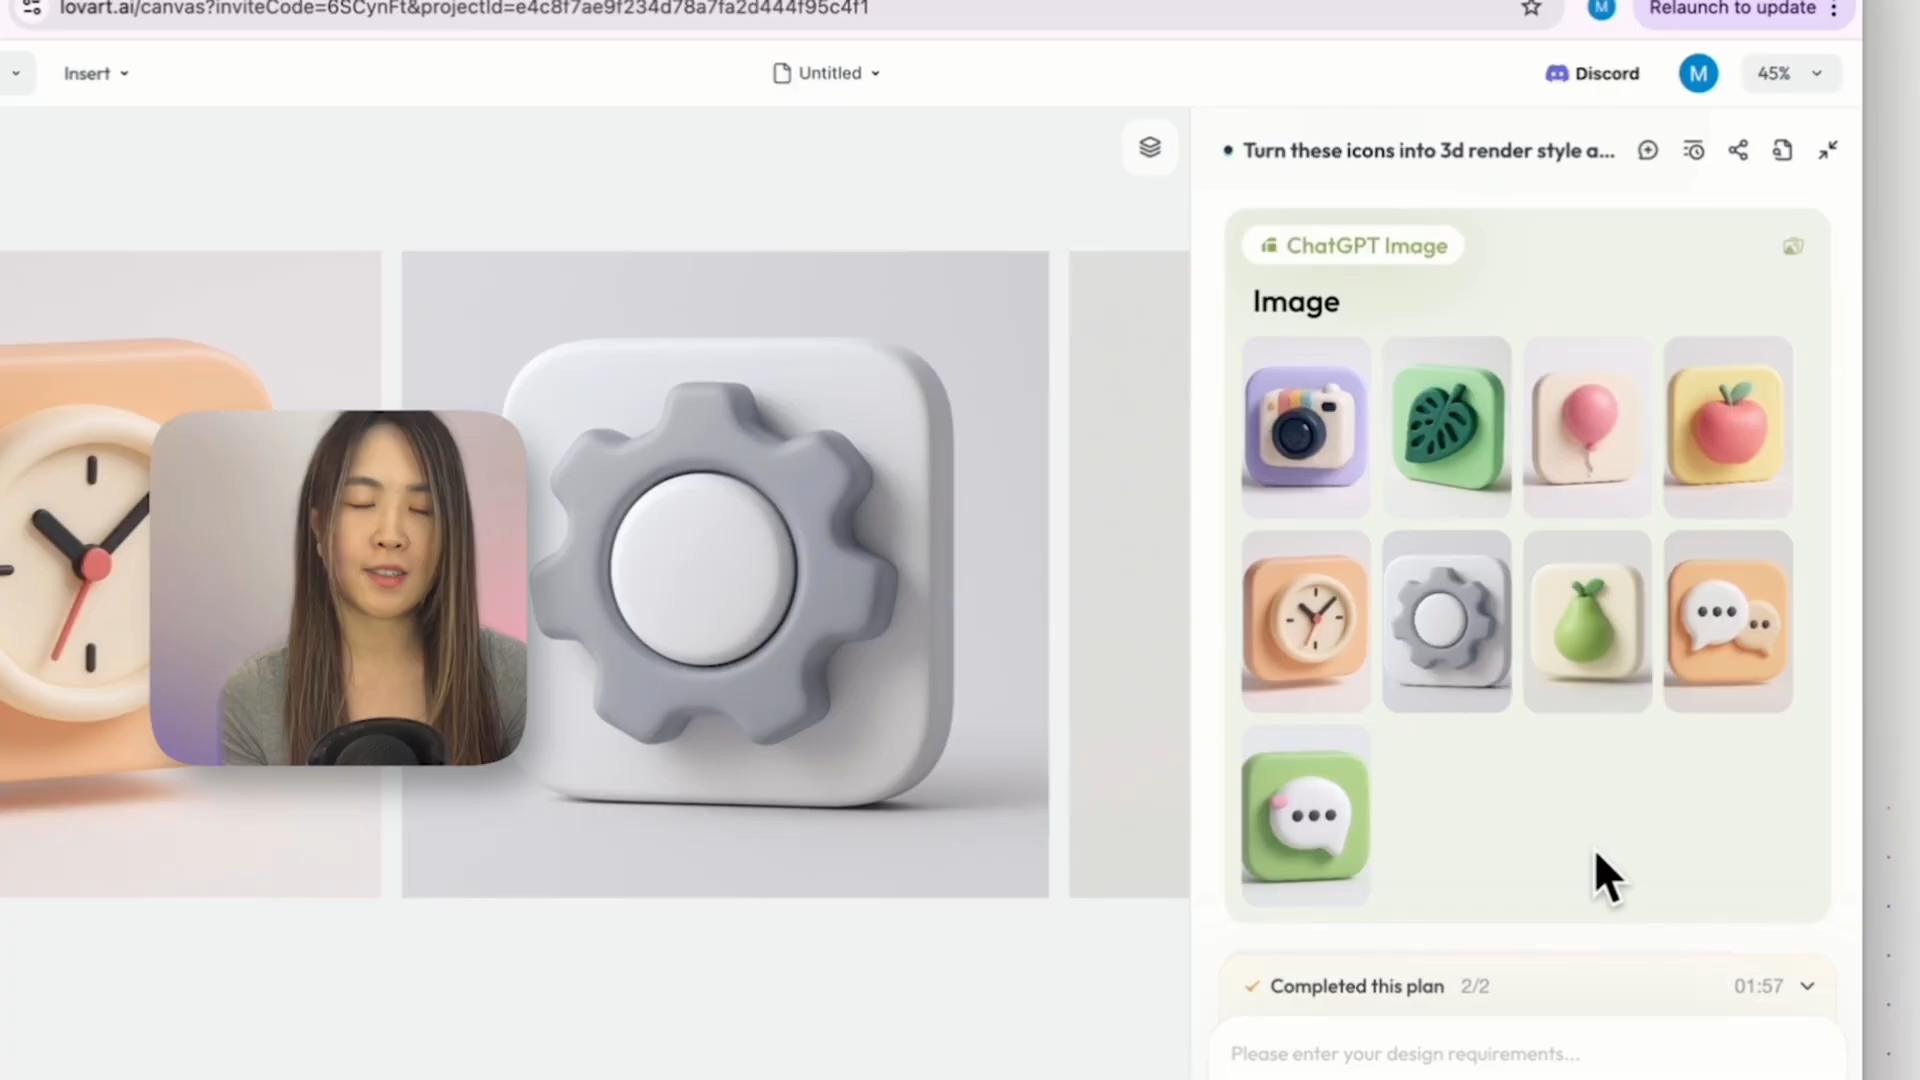 lovart.ai/canvas?inviteCode=6SCynFt&projectId=e4c8f7ae9f234d78a7fa2d444f95c4f1
Relaunch to update
Insert
Untitled
Discord
M
45%
Turn these icons into 3d render style a...
ChatGPT Image
Image
Completed this plan 2/2
01:57
Please enter your design requirements...